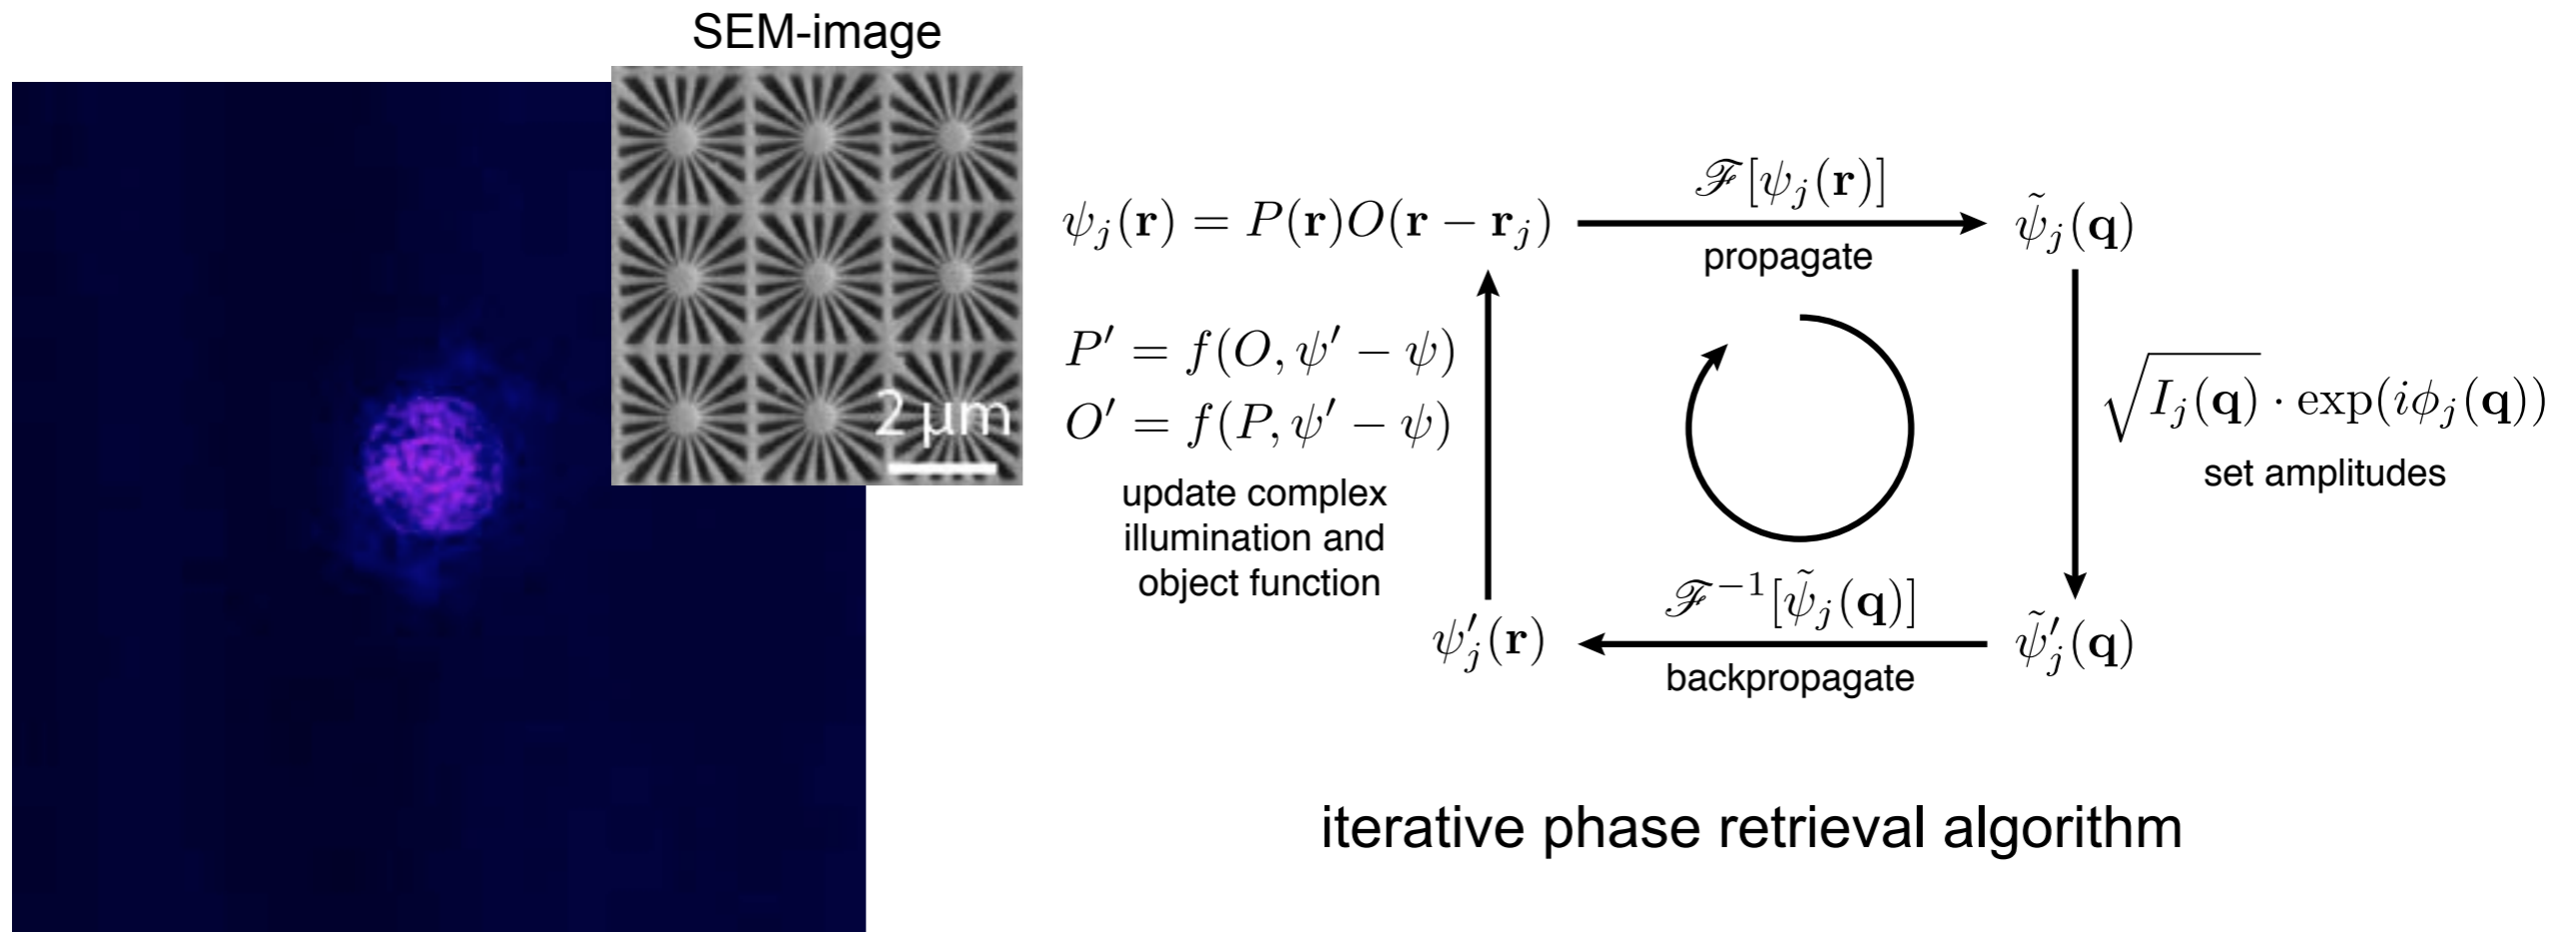 SEM-image
2 µm
ψ_j(r) = P(r)O(r − r_j)
ℱ[ψ_j(r)]
propagate
ψ̃_j(q)
P′ = f(O, ψ′ − ψ)
O′ = f(P, ψ′ − ψ)
update complex
illumination and
object function
√I_j(q) · exp(iϕ_j(q))
set amplitudes
ψ′_j(r)
ℱ⁻¹[ψ̃_j(q)]
backpropagate
ψ̃′_j(q)
iterative phase retrieval algorithm